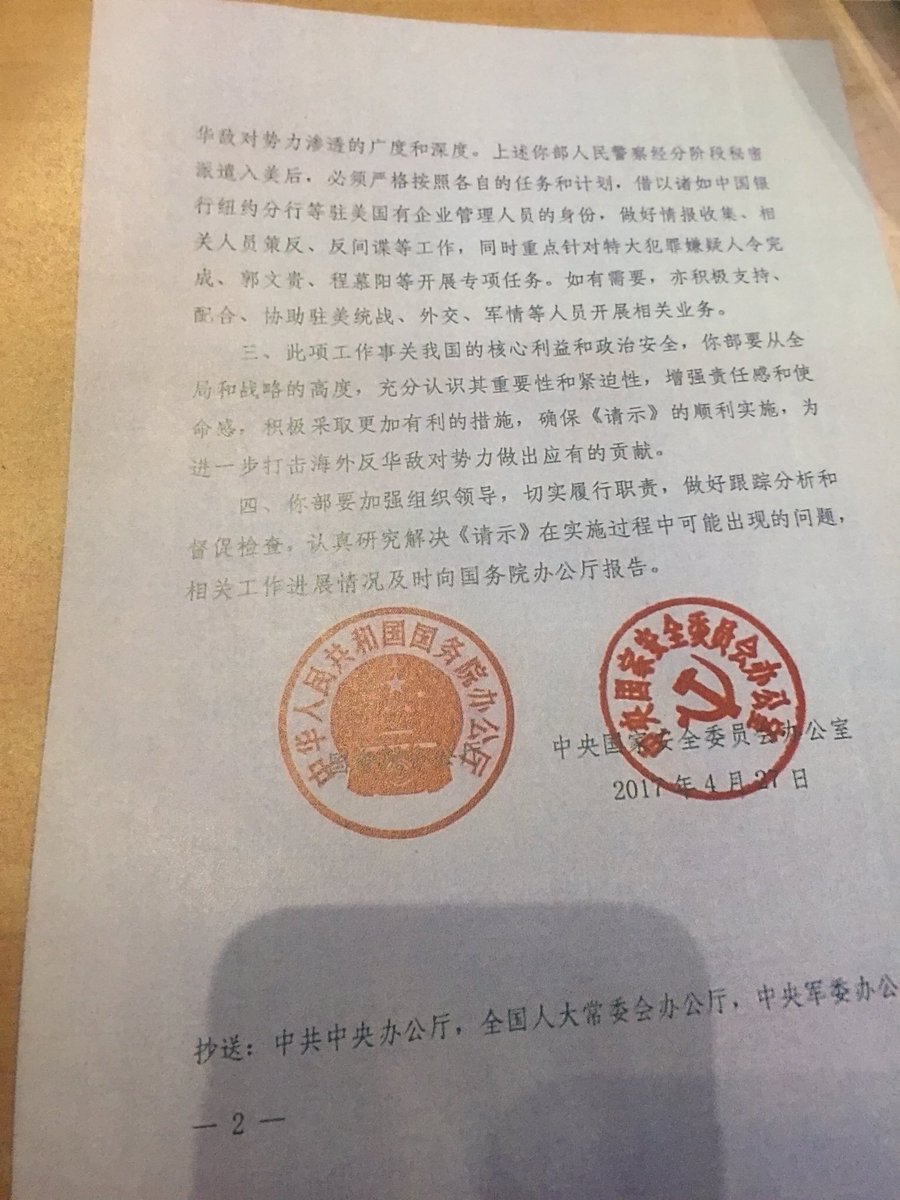 华敌对势力渗透的广度和深度。上述你部人民警察经分阶段秘密
派遣入美后，必须严格按照各自的任务和计划，借以诸如中国银
行纽约分行等驻美国有企业管理人员的身份，做好情报收集、相
关人员策反、反间谍等工作，同时重点针对特大犯罪嫌疑人令完
成、郭文贵、程慕阳等开展专项任务。如有需要，亦积极支持、
配合、协助驻美统战、外交、军情等人员开展相关业务。
三、此项工作事关我国的核心利益和政治安全，你部要从全
局和战略的高度，充分认识其重要性和紧迫性，增强责任感和使
命感，积极采取更加有利的措施，确保《请示》的顺利实施，为
进一步打击海外反华敌对势力做出应有的贡献。
四、你部要加强组织领导，切实履行职责，做好跟踪分析和
督促检查。认真研究解决《请示》在实施过程中可能出现的问题，
相关工作进展情况及时向国务院办公厅报告。
中华人民共和国国务院办公厅
中央国家安全委员会办公室
中央国家安全委员会办公室
2017年4月27日
抄送：中共中央办公厅，全国人大常委会办公厅，中央军委办公
— 2 —